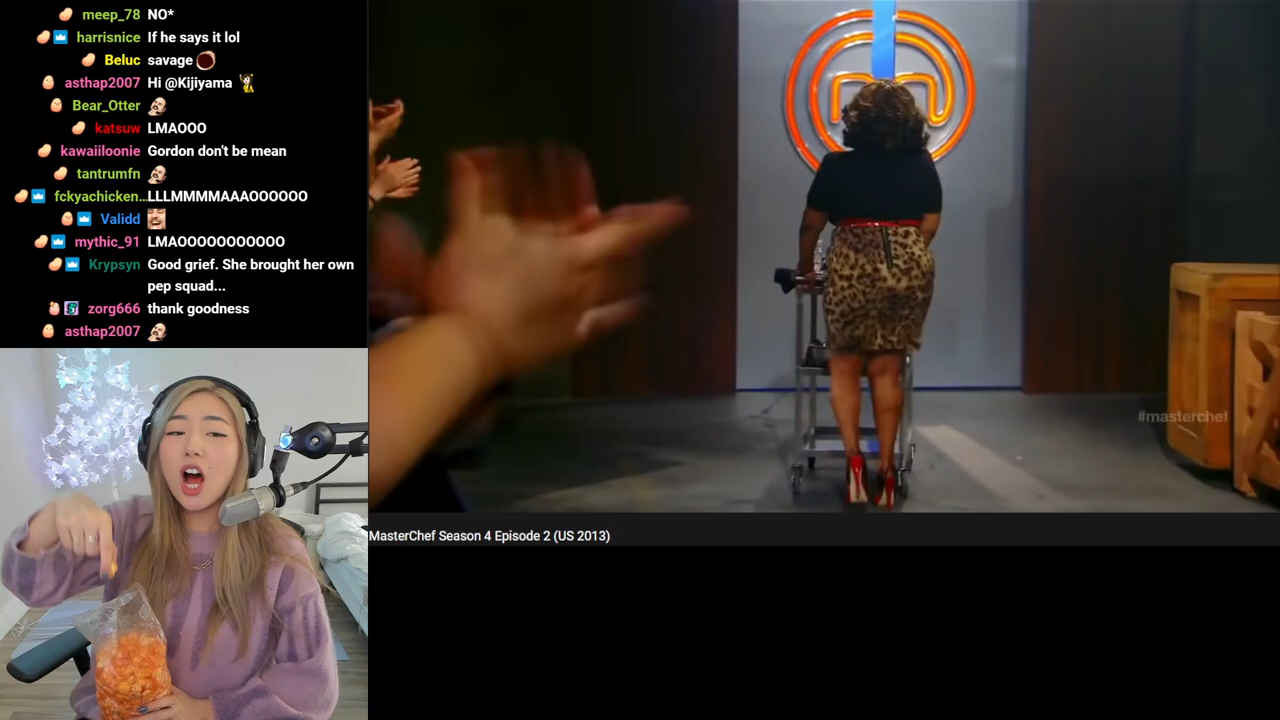 meep_78 NO*
harrisnice If he says it lol
Beluc savage
asthap2007 Hi @Kijiyama
Bear_Otter
katsuw LMAOOO
kawaiiloonie Gordon don't be mean
tantrumfn
fckyachicken…LLLMMMMAAAOOOOOO
Validd
mythic_91 LMAOOOOOOOOOOO
Krypsyn Good grief. She brought her own
pep squad...
zorg666 thank goodness
asthap2007
#masterchef
MasterChef Season 4 Episode 2 (US 2013)